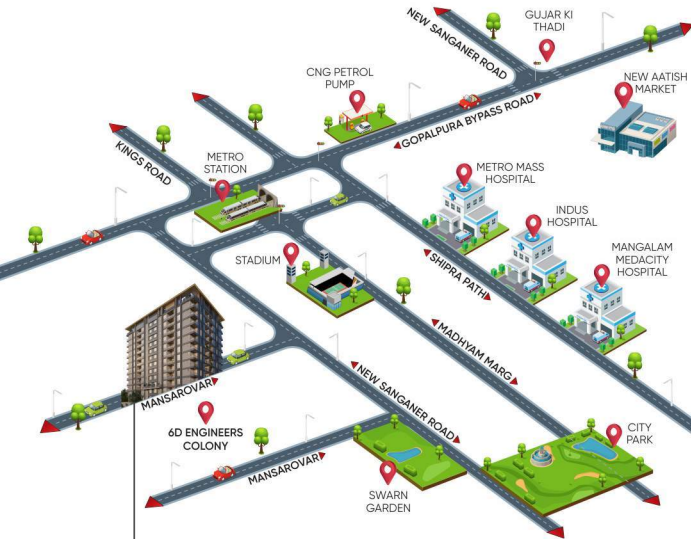 NEW SANGANER ROAD
GUJAR KI
THADI
CNG PETROL
PUMP
NEW AATISH
MARKET
GOPALPURA BYPASS ROAD
KINGS ROAD
METRO
STATION
METRO MASS
HOSPITAL
INDUS
HOSPITAL
MANGALAM
MEDACITY
HOSPITAL
STADIUM
SHIPRA PATH
MADHYAM MARG
MANSAROVAR
NEW SANGANER ROAD
6D ENGINEERS
COLONY
CITY
PARK
MANSAROVAR
SWARN
GARDEN